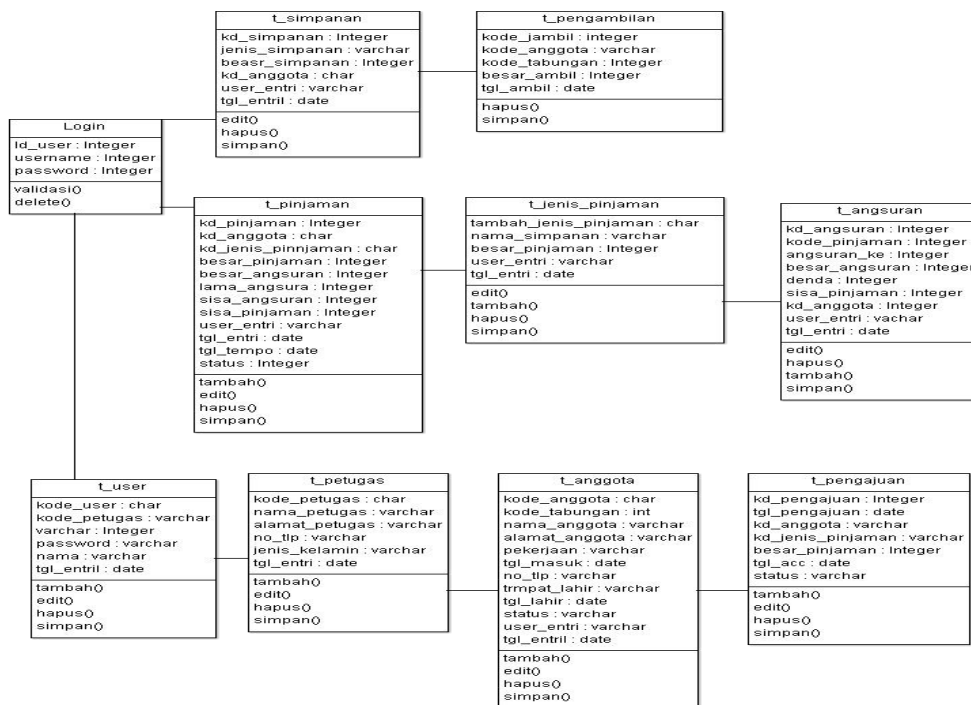 t_simpanan
kd_simpanan : Integer
jenis_simpanan : varchar
beasr_simpanan : Integer
kd_anggota : char
user_entri : varchar
tgl_entril : date
edit()
hapus()
simpan()
t_pengambilan
kode_jambil : integer
kode_anggota : varchar
kode_tabungan : Integer
besar_ambil : Integer
tgl_ambil : date
hapus()
simpan()
Login
Id_user : Integer
username : Integer
password : Integer
validasi()
delete()
t_pinjaman
kd_pinjaman : Integer
kd_anggota : char
kd_jenis_pinnjaman : char
besar_pinjaman : Integer
besar_angsuran : Integer
lama_angsura : Integer
sisa_angsuran : Integer
sisa_pinjaman : Integer
user_entri : varchar
tgl_entri : date
tgl_tempo : date
status : Integer
tambah()
edit()
hapus()
simpan()
t_jenis_pinjaman
tambah_jenis_pinjaman : char
nama_simpanan : varchar
besar_pinjaman : Integer
user_entri : varchar
tgl_entri : date
edit()
tambah()
hapus()
simpan()
t_angsuran
kd_angsuran : Integer
kode_pinjaman : Integer
angsuran_ke : Integer
besar_angsuran : Integer
denda : Integer
sisa_pinjaman : Integer
kd_anggota : Integer
user_entri : vachar
tgl_entri : date
edit()
hapus()
tambah()
simpan()
t_user
kode_user : char
kode_petugas : varchar
varchar : Integer
password : varchar
nama : varchar
tgl_entril : date
tambah()
edit()
hapus()
simpan()
t_petugas
kode_petugas : char
nama_petugas : varchar
alamat_petugas : varchar
no_tlp : varchar
jenis_kelamin : varchar
tgl_entri : date
tambah()
edit()
hapus()
simpan()
t_anggota
kode_anggota : char
kode_tabungan : int
nama_anggota : varchar
alamat_anggota : varchar
pekerjaan : varchar
tgl_masuk : date
no_tlp : varchar
trmpat_lahir : varchar
tgl_lahir : date
status : varchar
user_entri : varchar
tgl_entril : date
tambah()
edit()
hapus()
simpan()
t_pengajuan
kd_pengajuan : Integer
tgl_pengajuan : date
kd_anggota : varchar
kd_jenis_pinjaman : varchar
besar_pinjaman : Integer
tgl_acc : date
status : varchar
tambah()
edit()
hapus()
simpan()